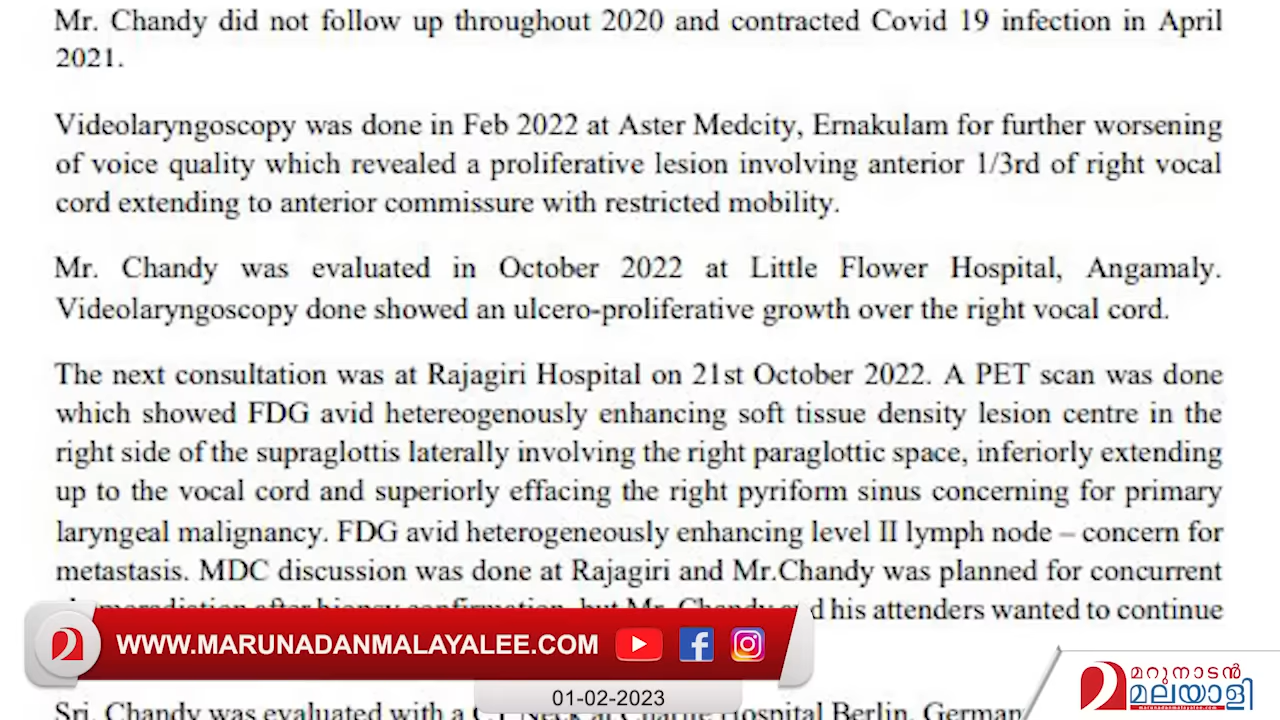 Mr. Chandy did not follow up throughout 2020 and contracted Covid 19 infection in April
2021.
Videolaryngoscopy was done in Feb 2022 at Aster Medcity, Ernakulam for further worsening
of voice quality which revealed a proliferative lesion involving anterior 1/3rd of right vocal
cord extending to anterior commissure with restricted mobility.
Mr. Chandy was evaluated in October 2022 at Little Flower Hospital, Angamaly.
Videolaryngoscopy done showed an ulcero-proliferative growth over the right vocal cord.
The next consultation was at Rajagiri Hospital on 21st October 2022. A PET scan was done
which showed FDG avid hetereogenously enhancing soft tissue density lesion centre in the
right side of the supraglottis laterally involving the right paraglottic space, inferiorly extending
up to the vocal cord and superiorly effacing the right pyriform sinus concerning for primary
laryngeal malignancy. FDG avid heterogeneously enhancing level II lymph node – concern for
metastasis. MDC discussion was done at Rajagiri and Mr.Chandy was planned for concurrent
his attenders wanted to continue
WWW.MARUNADANMALAYALEE.COM
01-02-2023
Sri. Chandy was evaluated with a Hospital Berlin,
മറുനാടൻ
മലയാളി
www.marunadanmalayalee.com